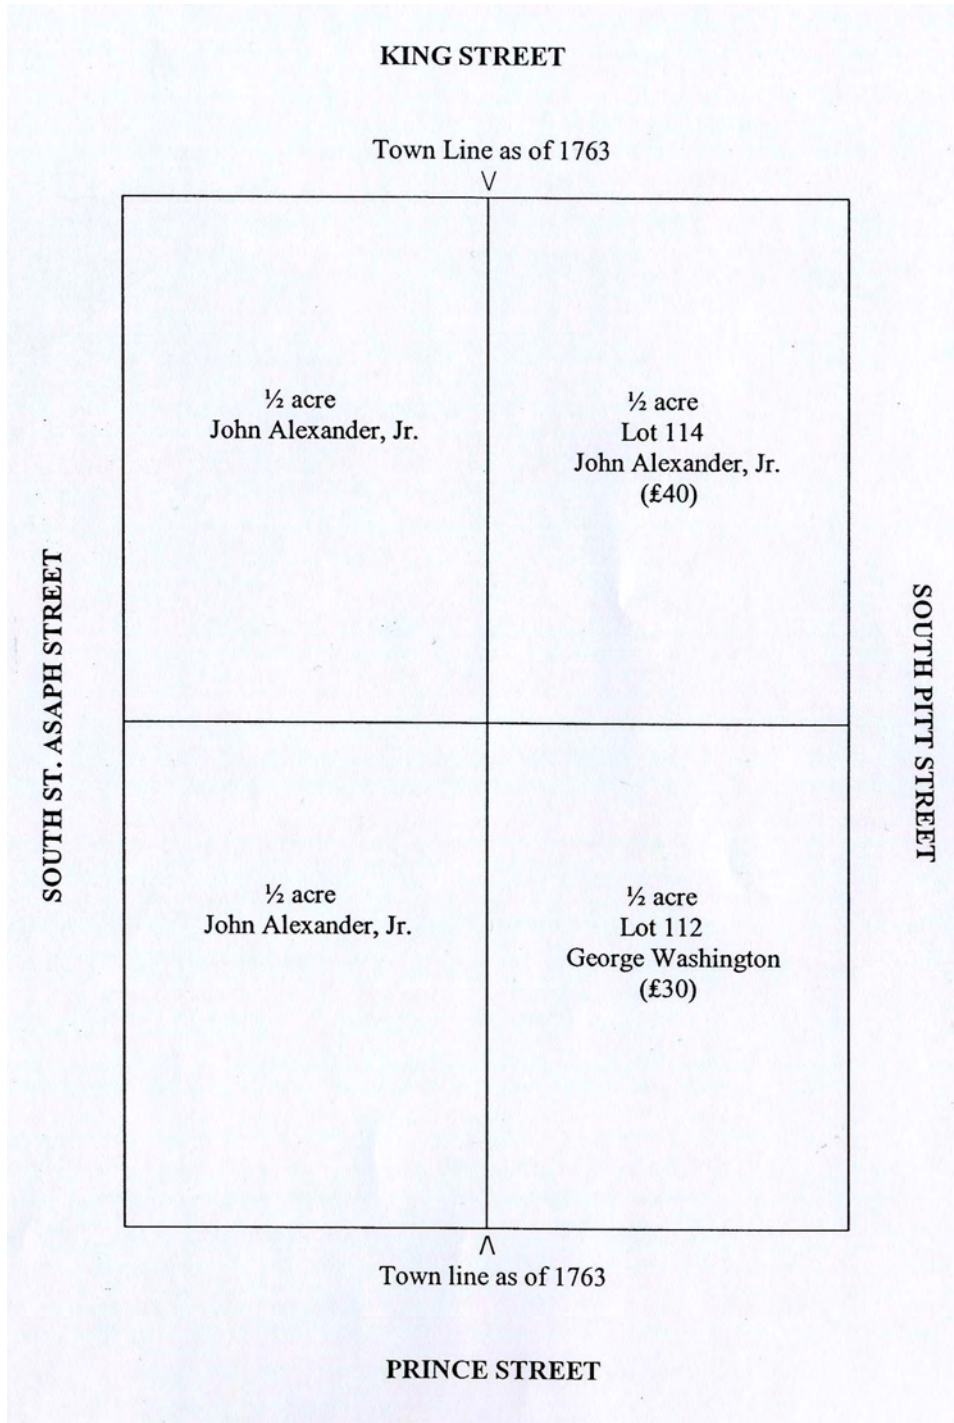 KING STREET
Town Line as of 1763
V
½ acre
John Alexander, Jr.
½ acre
Lot 114
John Alexander, Jr.
(£40)
SOUTH ST. ASAPH STREET
SOUTH PITT STREET
½ acre
John Alexander, Jr.
½ acre
Lot 112
George Washington
(£30)
Λ
Town line as of 1763
PRINCE STREET